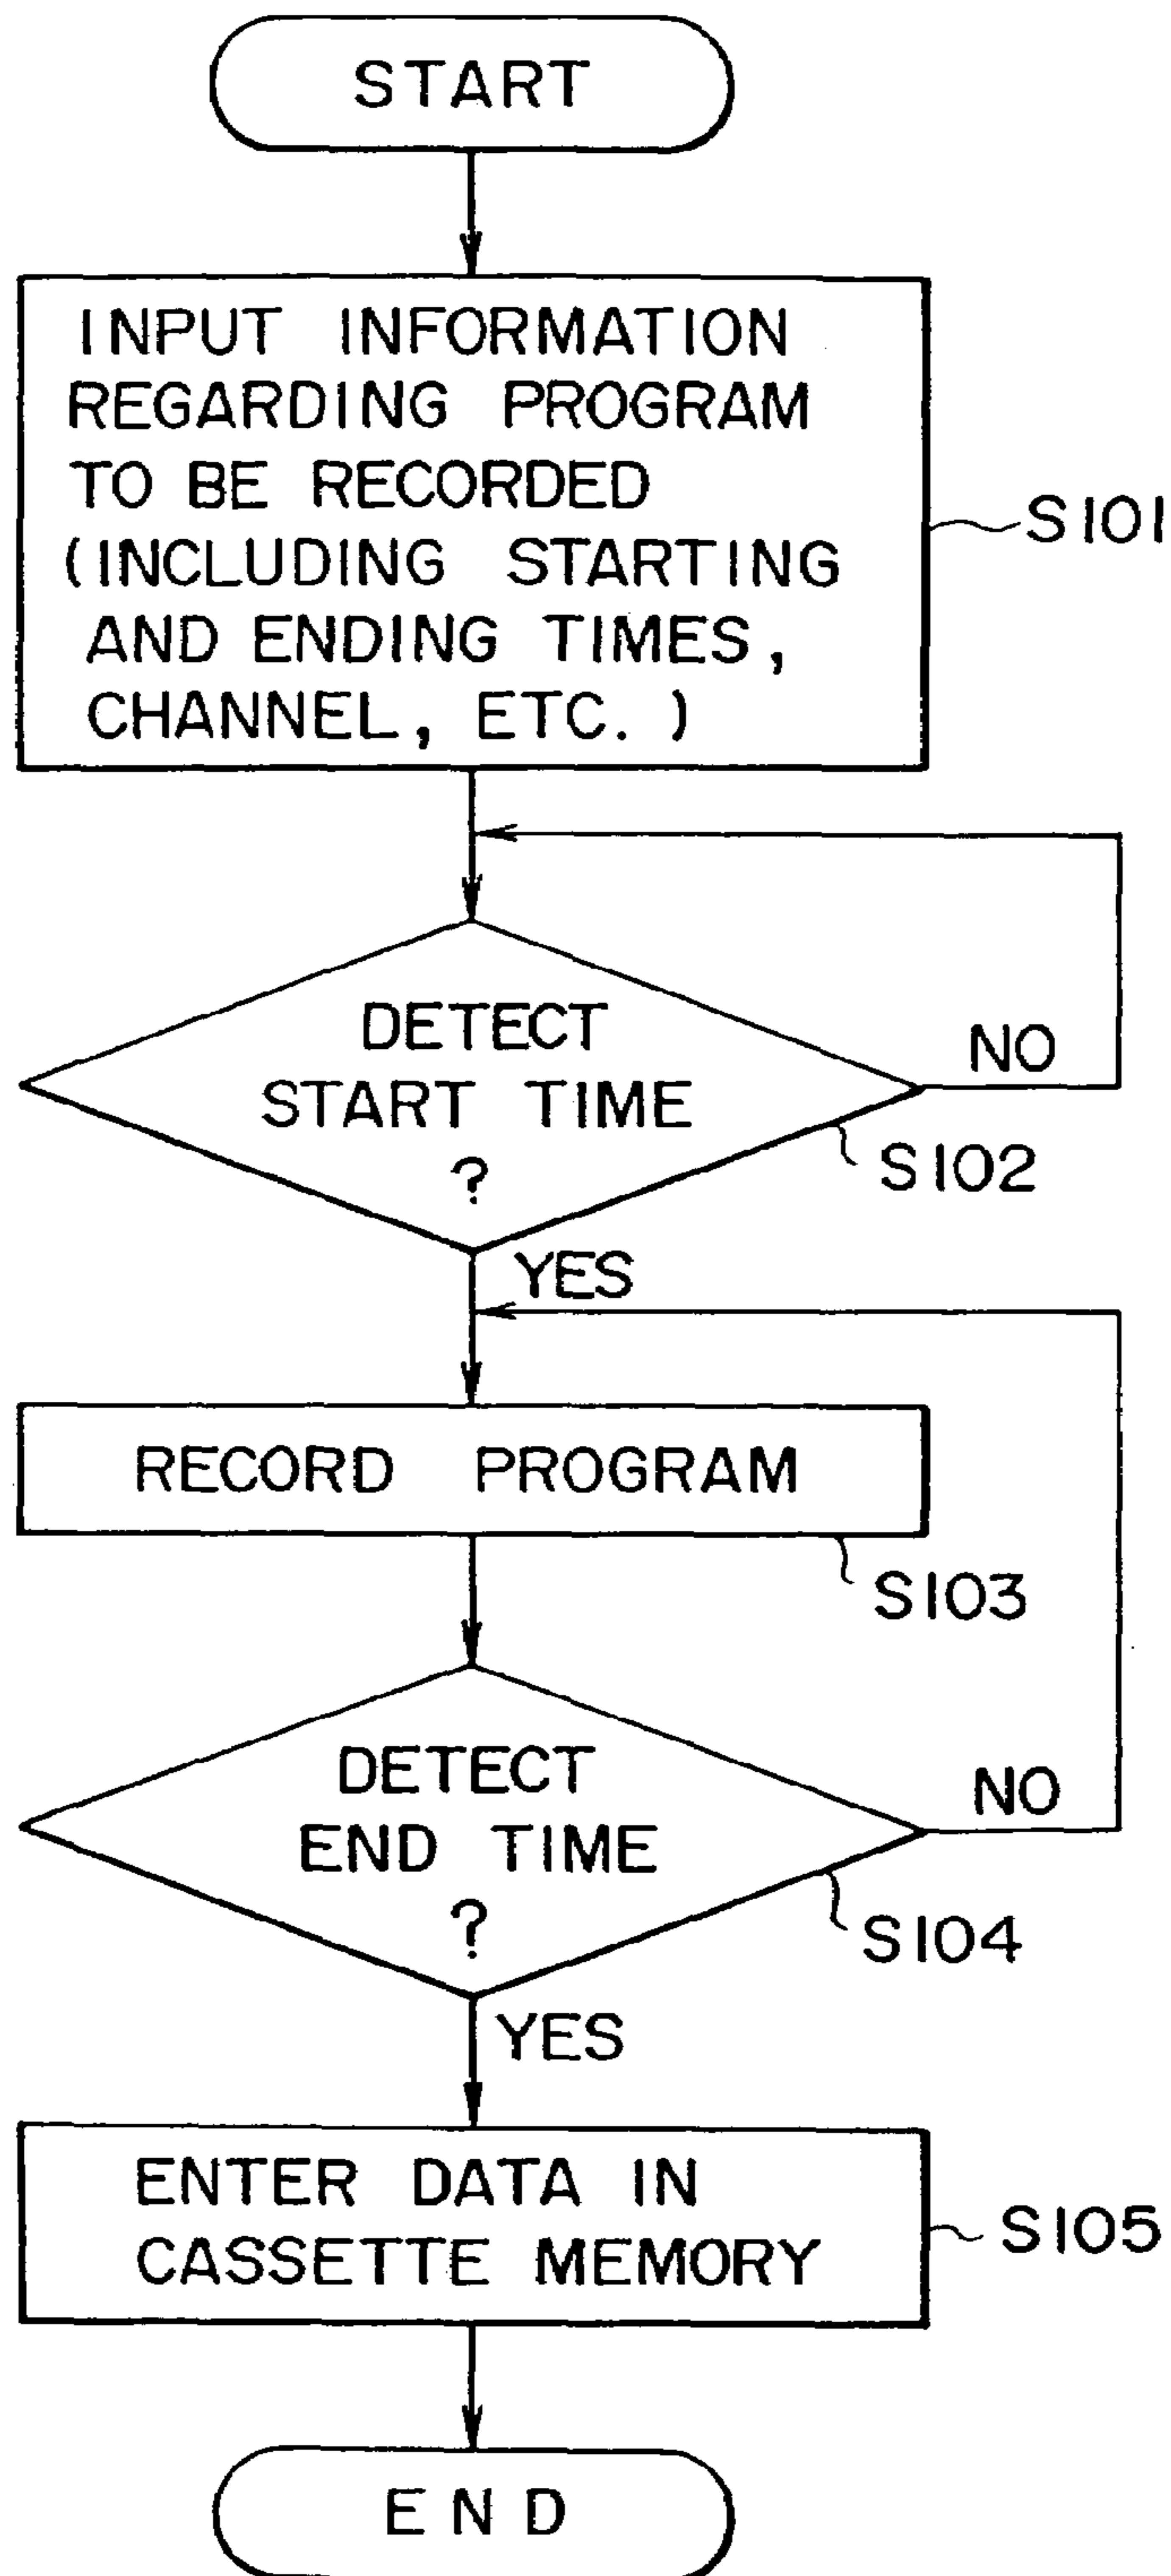 START
INPUT INFORMATION
REGARDING PROGRAM
TO BE RECORDED
(INCLUDING STARTING
AND ENDING TIMES,
CHANNEL, ETC. )
S101
DETECT
START TIME
?
NO
S102
YES
RECORD PROGRAM
S103
DETECT
END TIME
?
NO
S104
YES
ENTER DATA IN
CASSETTE MEMORY
S105
END